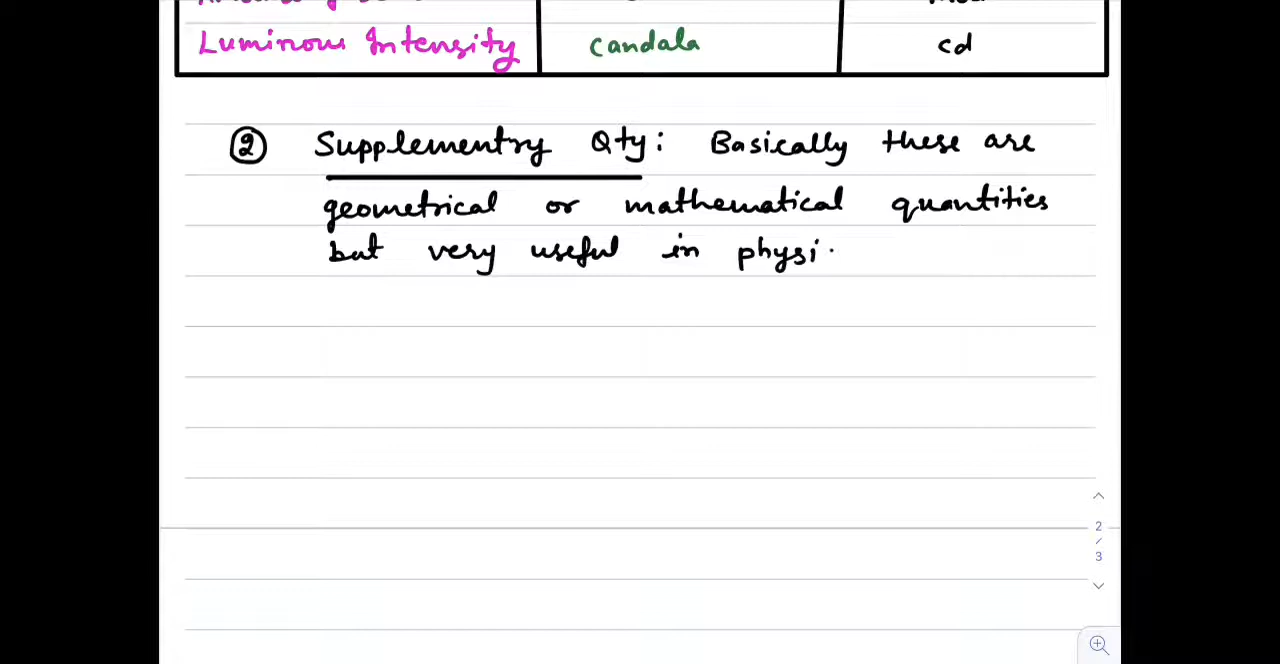 Luminous Intensity candala cd
② Supplementry Qty: Basically these are
geometrical or mathematical quantities
but very useful in physi.
2
/
3